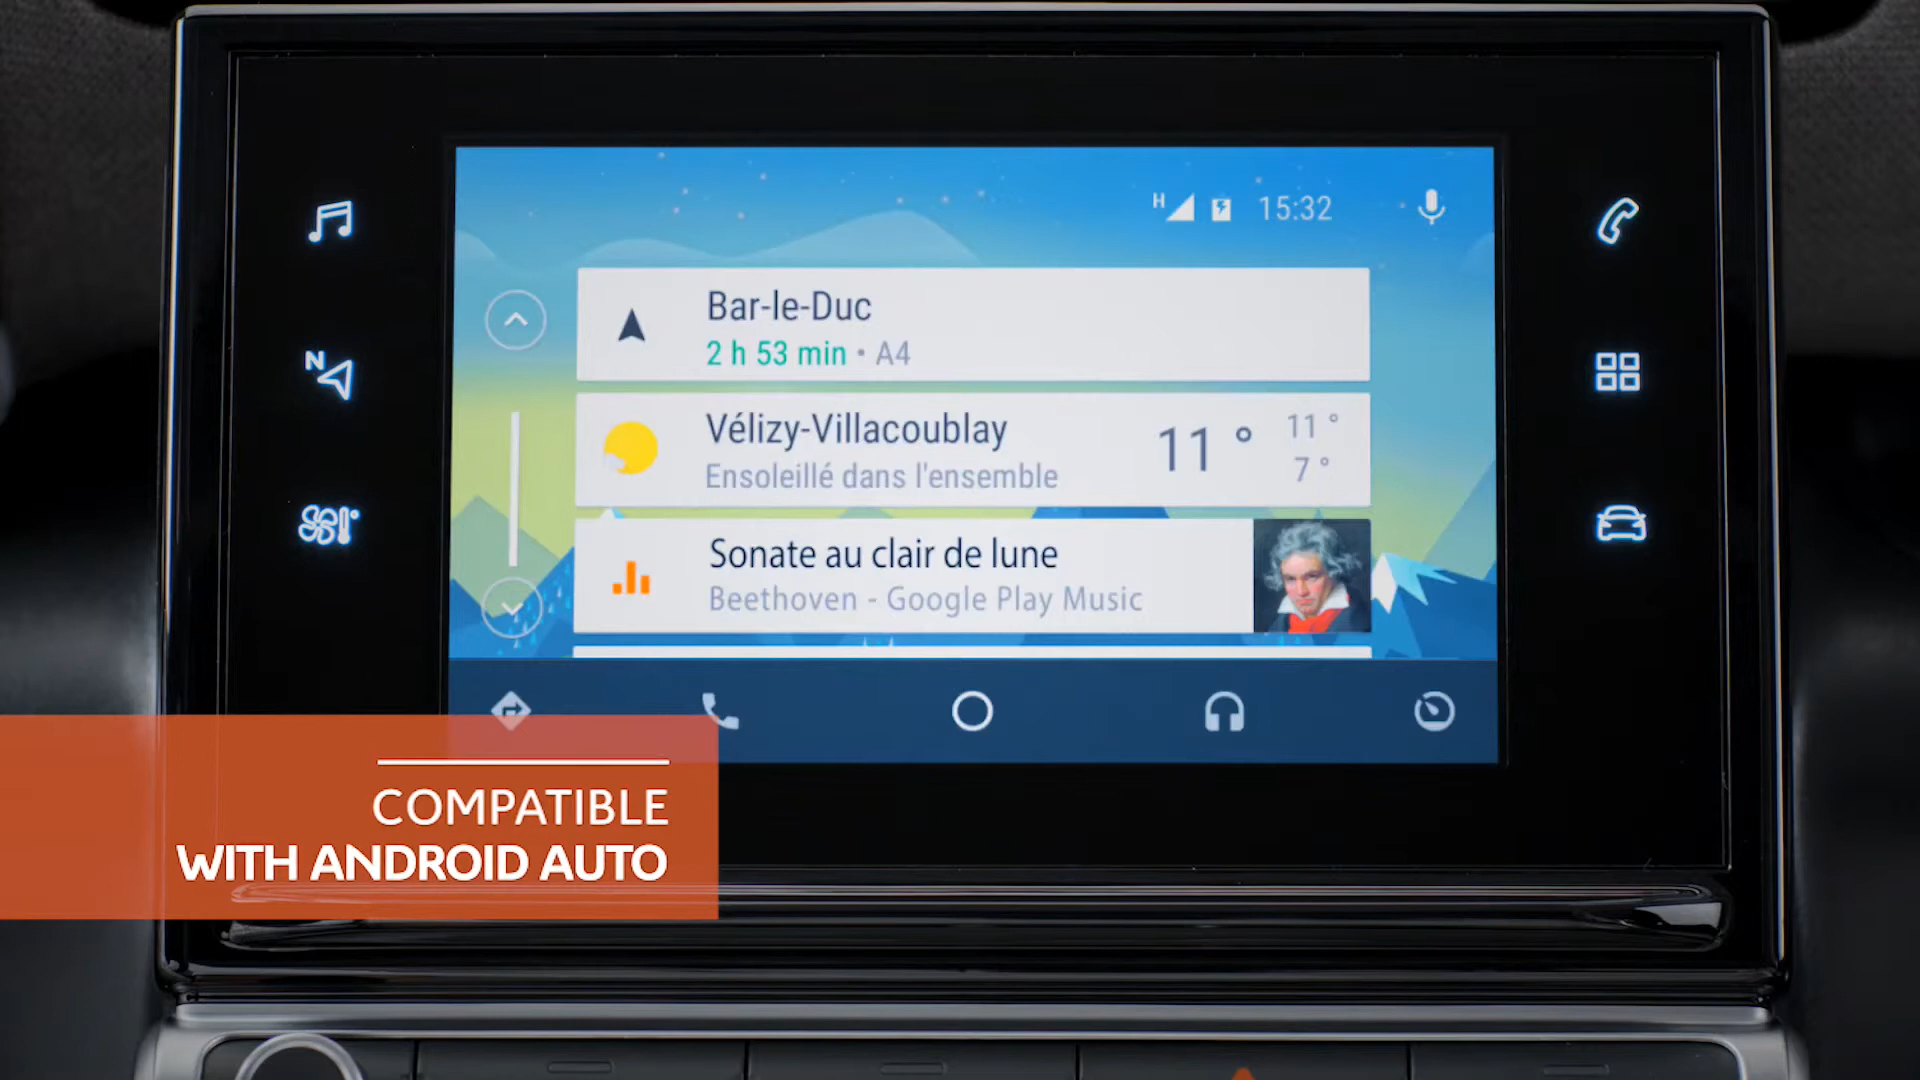 H 15:32
Bar-le-Duc
2 h 53 min • A4
N
Vélizy-Villacoublay
Ensoleillé dans l'ensemble
11 °
11 °
7 °
Sonate au clair de lune
Beethoven - Google Play Music
COMPATIBLE
WITH ANDROID AUTO